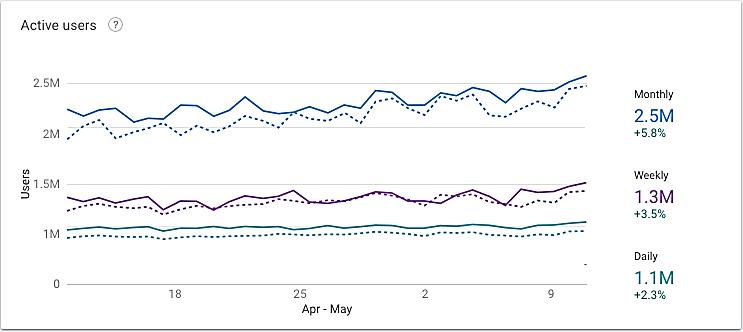 Active users ?
2.5M
2M
1.5M
1M
0
Users
18
25
2
9
Apr - May
Monthly
2.5M
+5.8%
Weekly
1.3M
+3.5%
Daily
1.1M
+2.3%